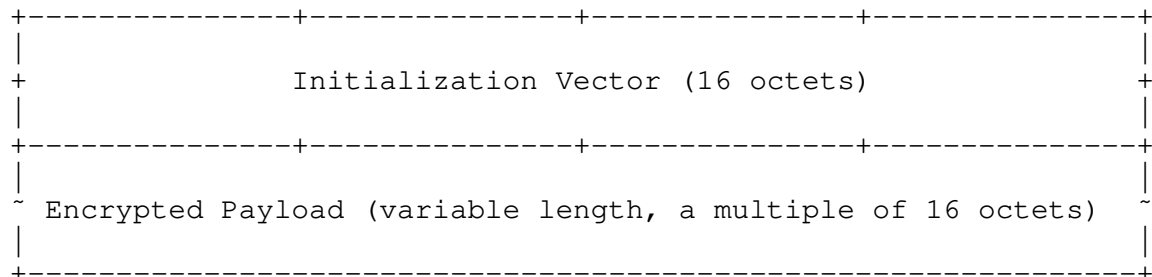 Initialization Vector (16 octets)
Encrypted Payload (variable length, a multiple of 16 octets)